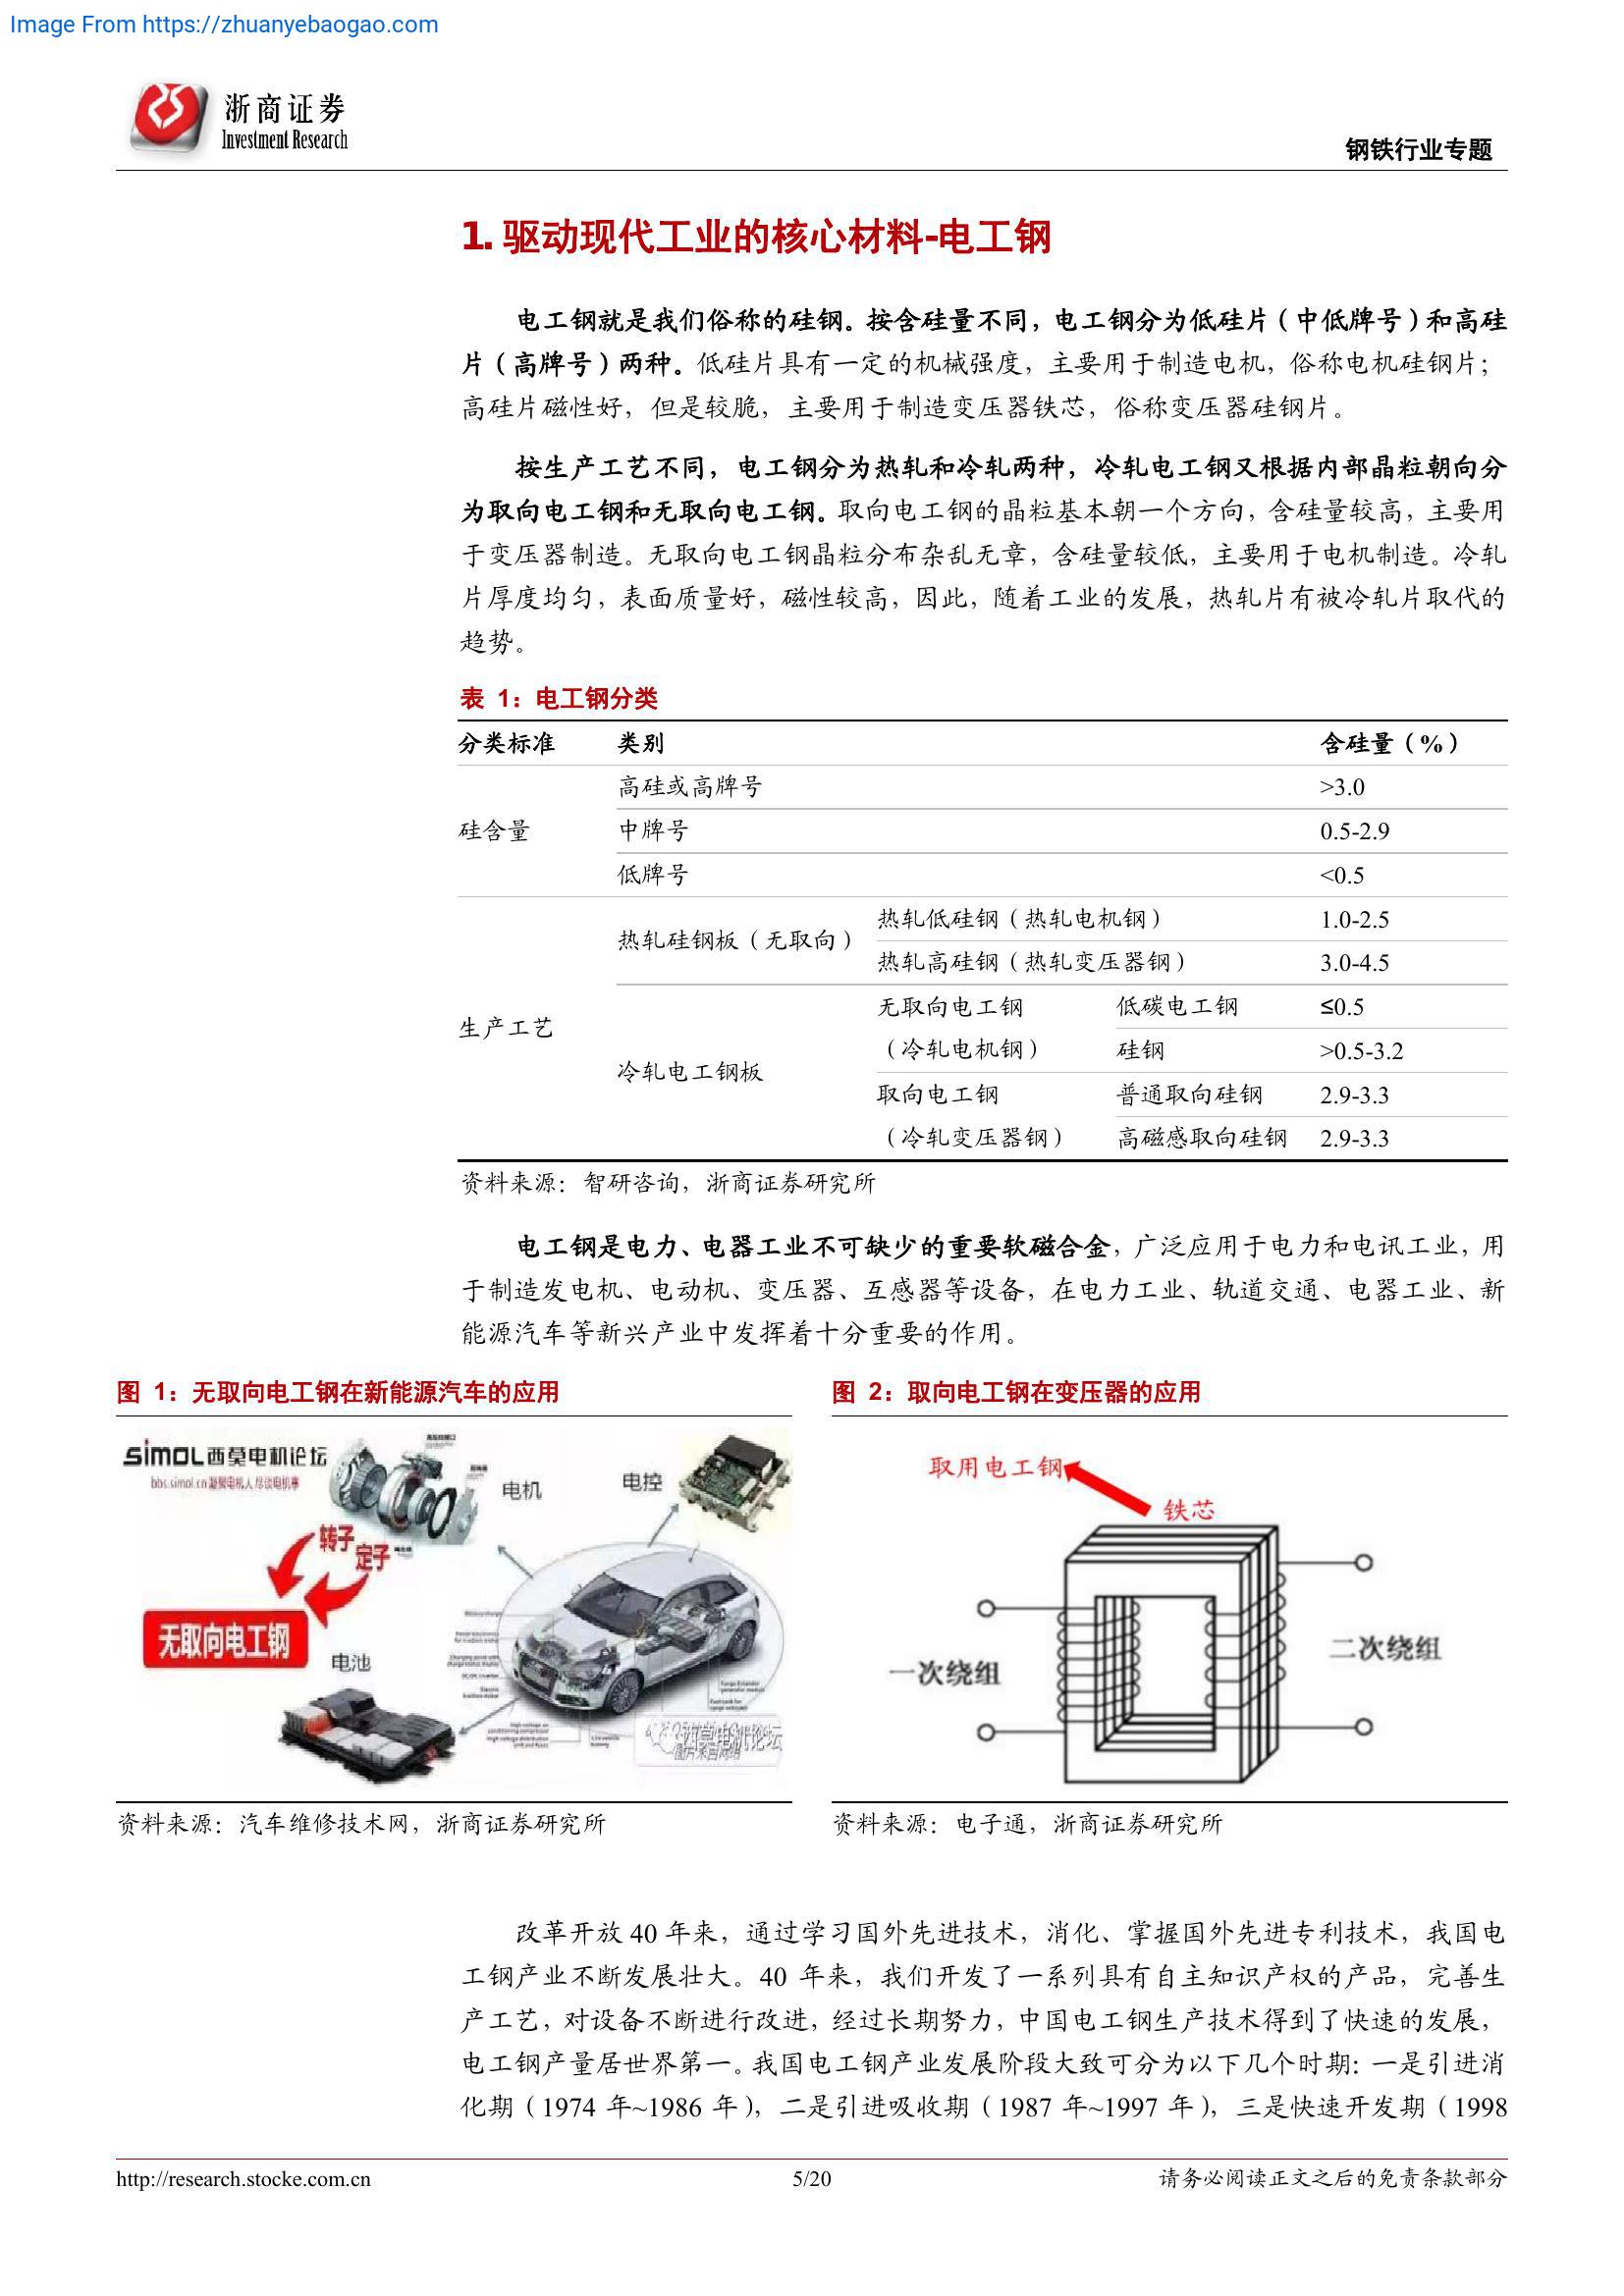 Image From https://zhuanyebaogao.com
浙商证券
Investment Research
钢铁行业专题
1. 驱动现代工业的核心材料-电工钢
电工钢就是我们俗称的硅钢。按含硅量不同，电工钢分为低硅片（中低牌号）和高硅
片（高牌号）两种。低硅片具有一定的机械强度，主要用于制造电机，俗称电机硅钢片；
高硅片磁性好，但是较脆，主要用于制造变压器铁芯，俗称变压器硅钢片。
按生产工艺不同，电工钢分为热轧和冷轧两种，冷轧电工钢又根据内部晶粒朝向分
为取向电工钢和无取向电工钢。取向电工钢的晶粒基本朝一个方向，含硅量较高，主要用
于变压器制造。无取向电工钢晶粒分布杂乱无章，含硅量较低，主要用于电机制造。冷轧
片厚度均匀，表面质量好，磁性较高，因此，随着工业的发展，热轧片有被冷轧片取代的
趋势。
表 1：电工钢分类
分类标准 类别 含硅量（%）
高硅或高牌号 >3.0
硅含量 中牌号 0.5-2.9
低牌号 <0.5
热轧硅钢板（无取向） 热轧低硅钢（热轧电机钢） 1.0-2.5
热轧高硅钢（热轧变压器钢） 3.0-4.5
生产工艺 冷轧电工钢板 无取向电工钢 低碳电工钢 ≤0.5
（冷轧电机钢） 硅钢 >0.5-3.2
取向电工钢 普通取向硅钢 2.9-3.3
（冷轧变压器钢） 高磁感取向硅钢 2.9-3.3
资料来源：智研咨询，浙商证券研究所
电工钢是电力、电器工业不可缺少的重要软磁合金，广泛应用于电力和电讯工业，用
于制造发电机、电动机、变压器、互感器等设备，在电力工业、轨道交通、电器工业、新
能源汽车等新兴产业中发挥着十分重要的作用。
图 1：无取向电工钢在新能源汽车的应用
SIMOL西莫电机论坛
bbs.simol.cn 凝聚电机人 尽谈电机事
电机
电控
转子
定子
无取向电工钢
电池
西莫电机论坛
资料来源：汽车维修技术网，浙商证券研究所
图 2：取向电工钢在变压器的应用
取用电工钢
铁芯
一次绕组
二次绕组
资料来源：电子通，浙商证券研究所
改革开放 40 年来，通过学习国外先进技术，消化、掌握国外先进专利技术，我国电
工钢产业不断发展壮大。40 年来，我们开发了一系列具有自主知识产权的产品，完善生
产工艺，对设备不断进行改进，经过长期努力，中国电工钢生产技术得到了快速的发展，
电工钢产量居世界第一。我国电工钢产业发展阶段大致可分为以下几个时期：一是引进消
化期（1974 年~1986 年），二是引进吸收期（1987 年~1997 年），三是快速开发期（1998
http://research.stocke.com.cn
5/20
请务必阅读正文之后的免责条款部分